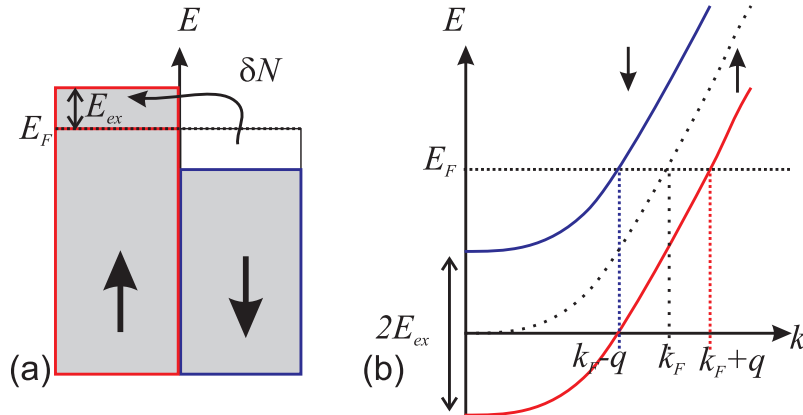 E
δN
E_ex
E_F
(a)
E
E_F
2E_ex
k
k_F-q
k_F
k_F+q
(b)